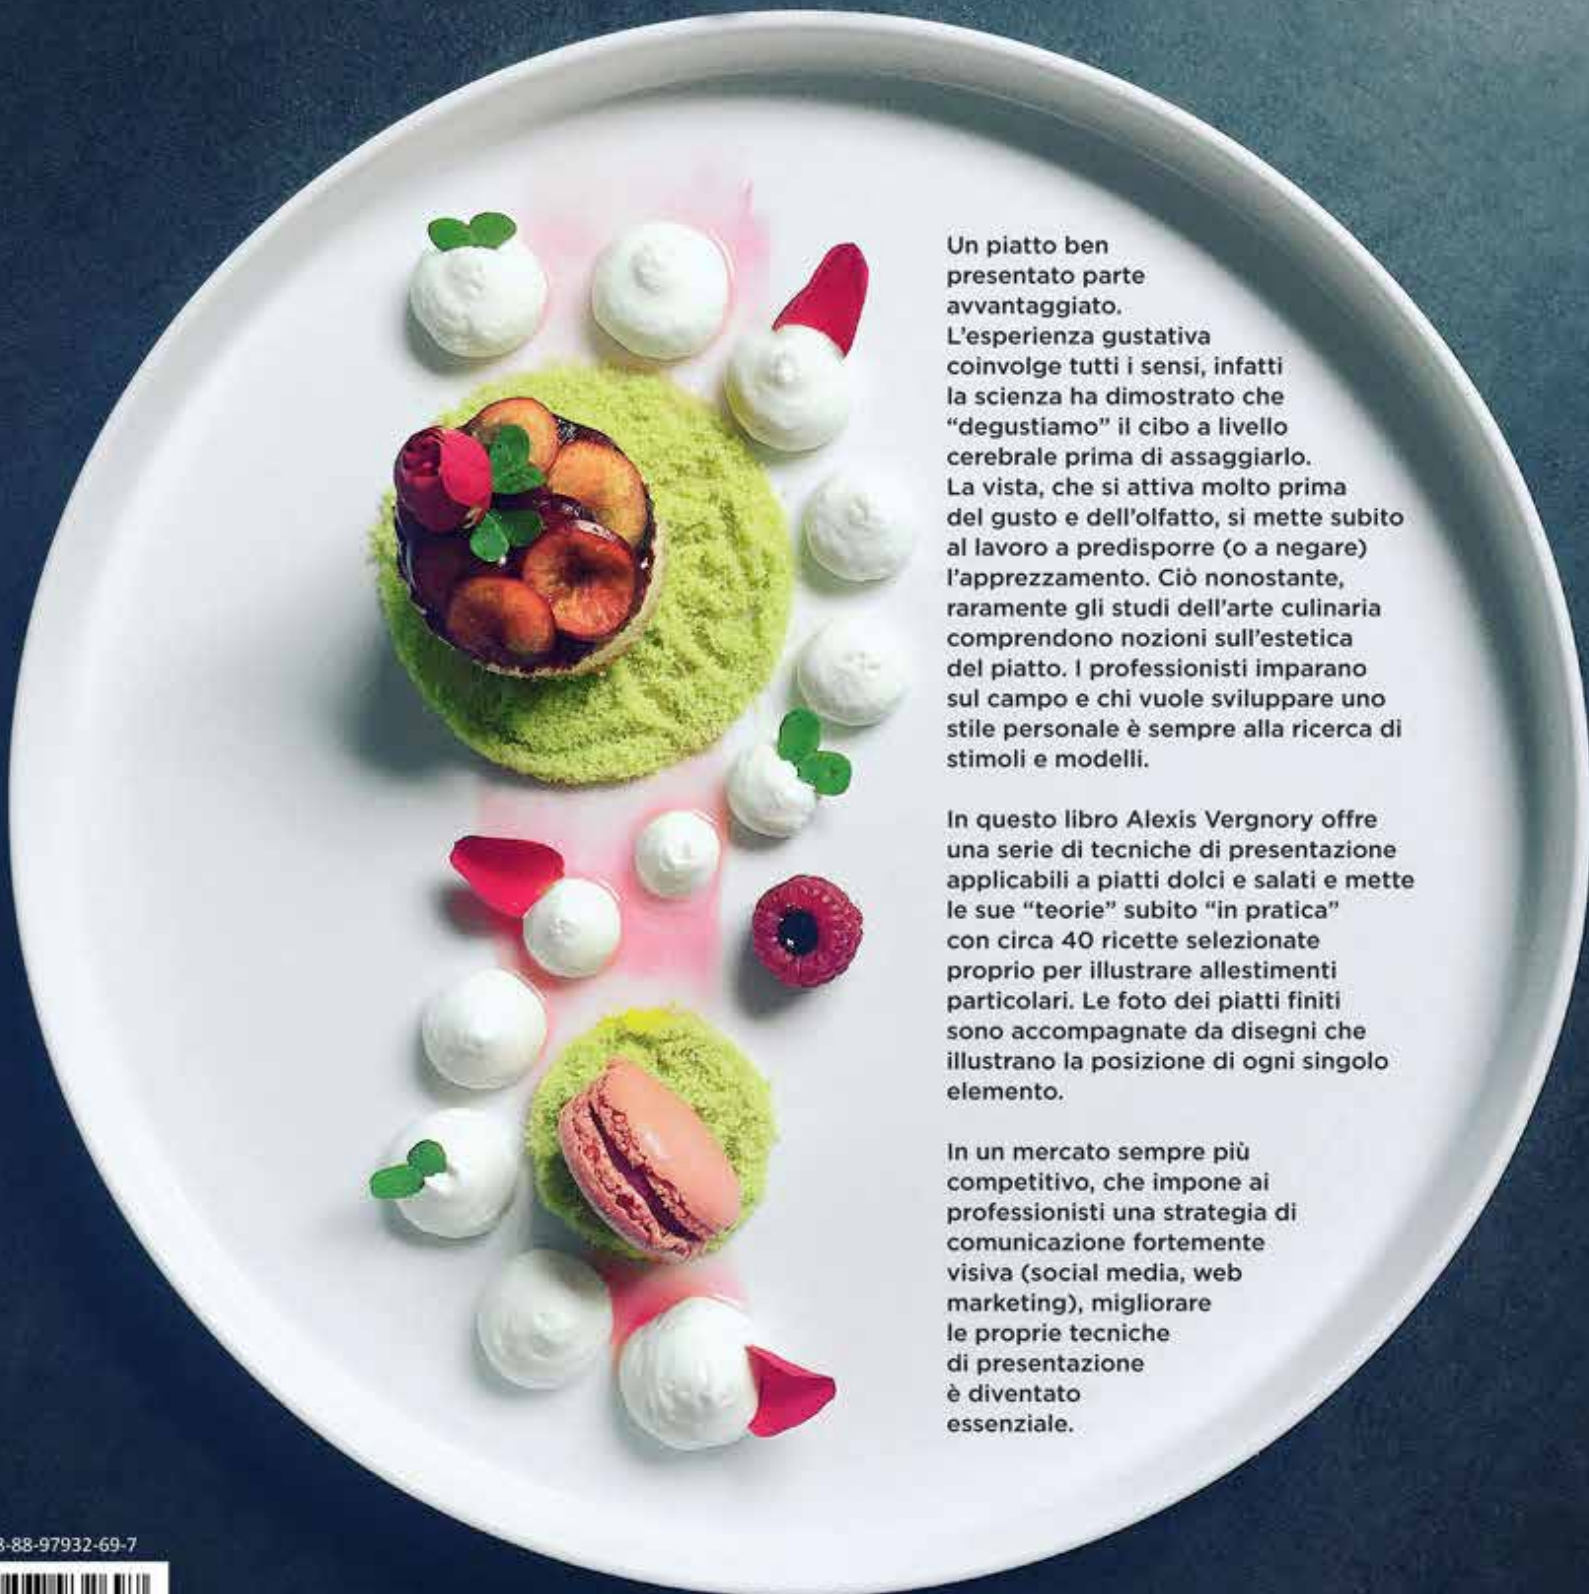 Un piatto ben
presentato parte
avvantaggiato.
L'esperienza gustativa
coinvolge tutti i sensi, infatti
la scienza ha dimostrato che
“degustiamo” il cibo a livello
cerebrale prima di assaggiarlo.
La vista, che si attiva molto prima
del gusto e dell'olfatto, si mette subito
al lavoro a predisporre (o a negare)
l'apprezzamento. Ciò nonostante,
raramente gli studi dell'arte culinaria
comprendono nozioni sull'estetica
del piatto. I professionisti imparano
sul campo e chi vuole sviluppare uno
stile personale è sempre alla ricerca di
stimoli e modelli.
In questo libro Alexis Vergnory offre
una serie di tecniche di presentazione
applicabili a piatti dolci e salati e mette
le sue “teorie” subito “in pratica”
con circa 40 ricette selezionate
proprio per illustrare allestimenti
particolari. Le foto dei piatti finiti
sono accompagnate da disegni che
illustrano la posizione di ogni singolo
elemento.
In un mercato sempre più
competitivo, che impone ai
professionisti una strategia di
comunicazione fortemente
visiva (social media, web
marketing), migliorare
le proprie tecniche
di presentazione
è diventato
essenziale.
8-88-97932-69-7